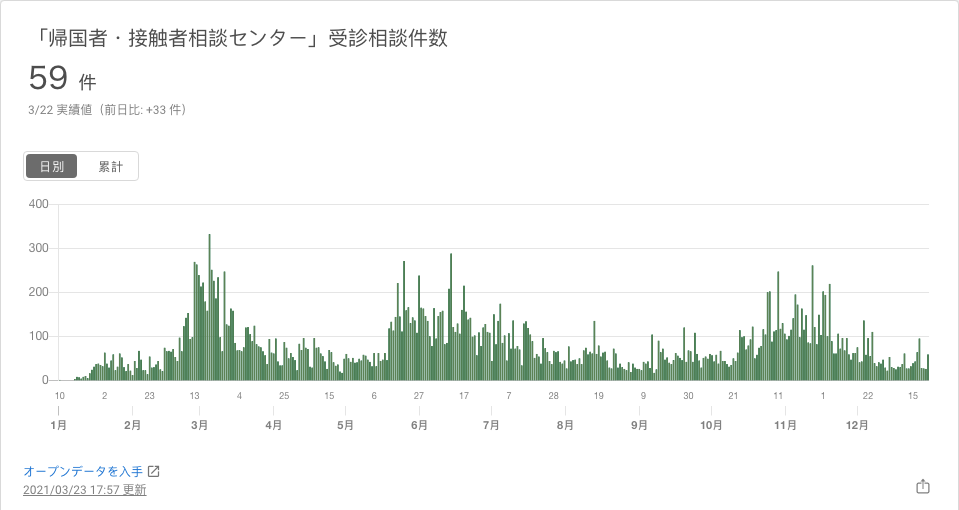 「帰国者・接触者相談センター」受診相談件数
59 件
3/22 実績値（前日比: +33 件）
日別 累計
400
300
200
100
0
10 2 23 13 4 25 15 6 27 17 7 28 19 9 30 21 11 1 22 15
1月 2月 3月 4月 5月 6月 7月 8月 9月 10月 11月 12月
オープンデータを入手
2021/03/23 17:57 更新